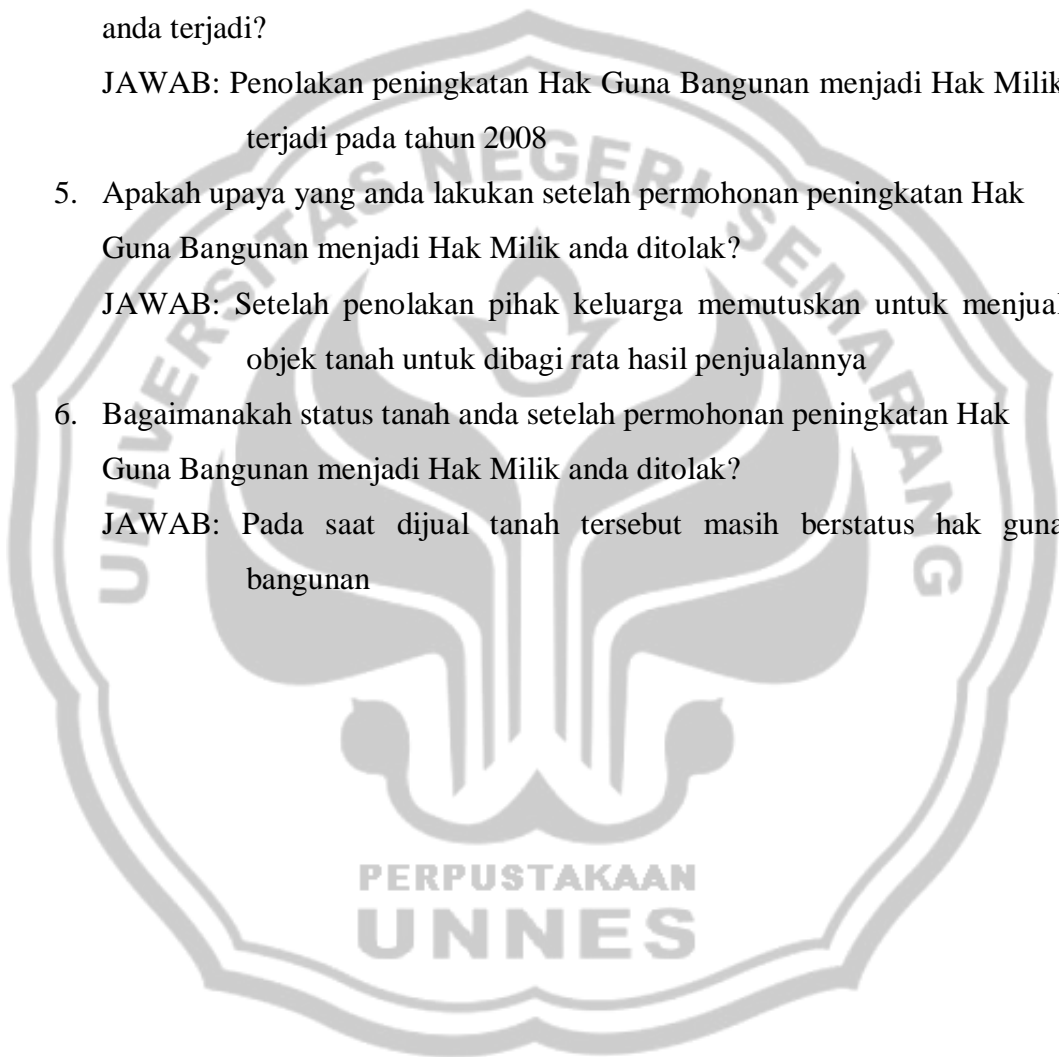 anda terjadi?
JAWAB: Penolakan peningkatan Hak Guna Bangunan menjadi Hak Milik
terjadi pada tahun 2008
5. Apakah upaya yang anda lakukan setelah permohonan peningkatan Hak
Guna Bangunan menjadi Hak Milik anda ditolak?
JAWAB: Setelah penolakan pihak keluarga memutuskan untuk menjual
objek tanah untuk dibagi rata hasil penjualannya
6. Bagaimanakah status tanah anda setelah permohonan peningkatan Hak
Guna Bangunan menjadi Hak Milik anda ditolak?
JAWAB: Pada saat dijual tanah tersebut masih berstatus hak guna
bangunan
UNIVERSITAS NEGERI SEMARANG
PERPUSTAKAAN
UNNES